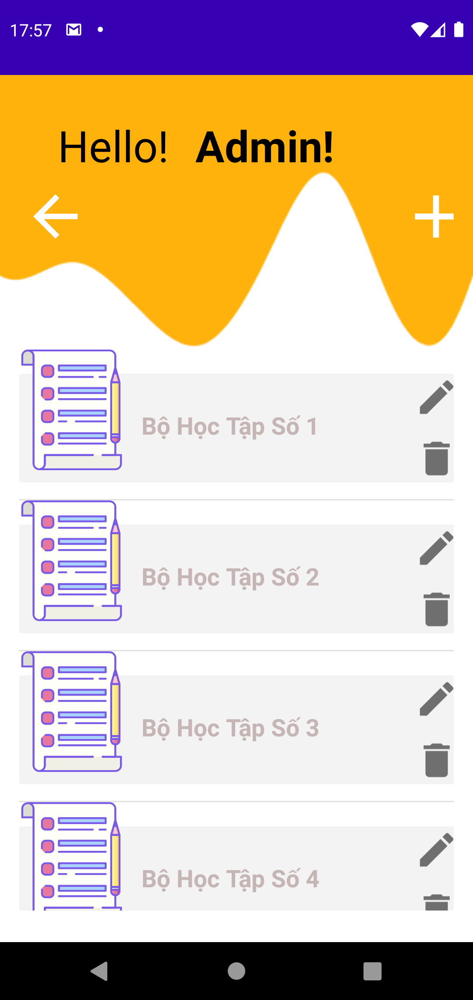 17:57
Hello! Admin!
Bộ Học Tập Số 1
Bộ Học Tập Số 2
Bộ Học Tập Số 3
Bộ Học Tập Số 4